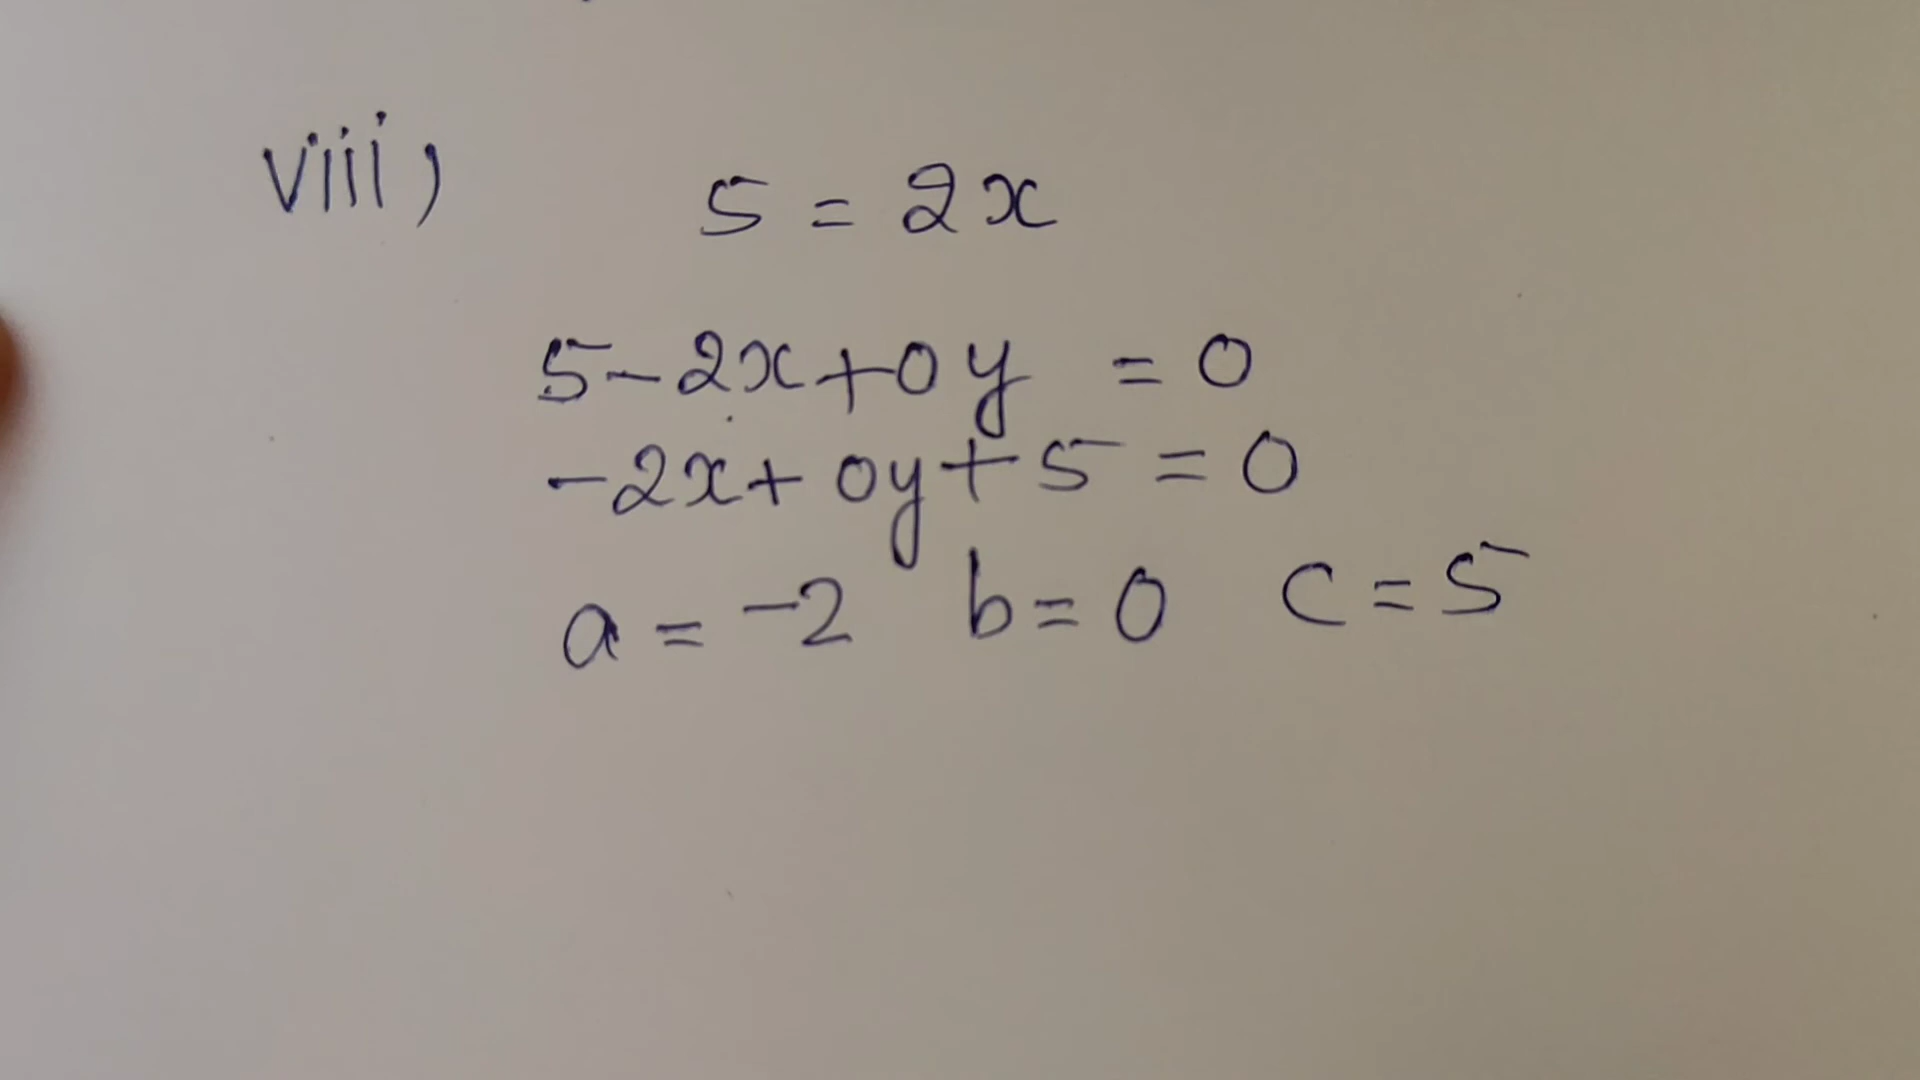 viii) 5 = 2x
5-2x+0y = 0
-2x+0y+5 = 0
a = -2 b = 0 c = 5